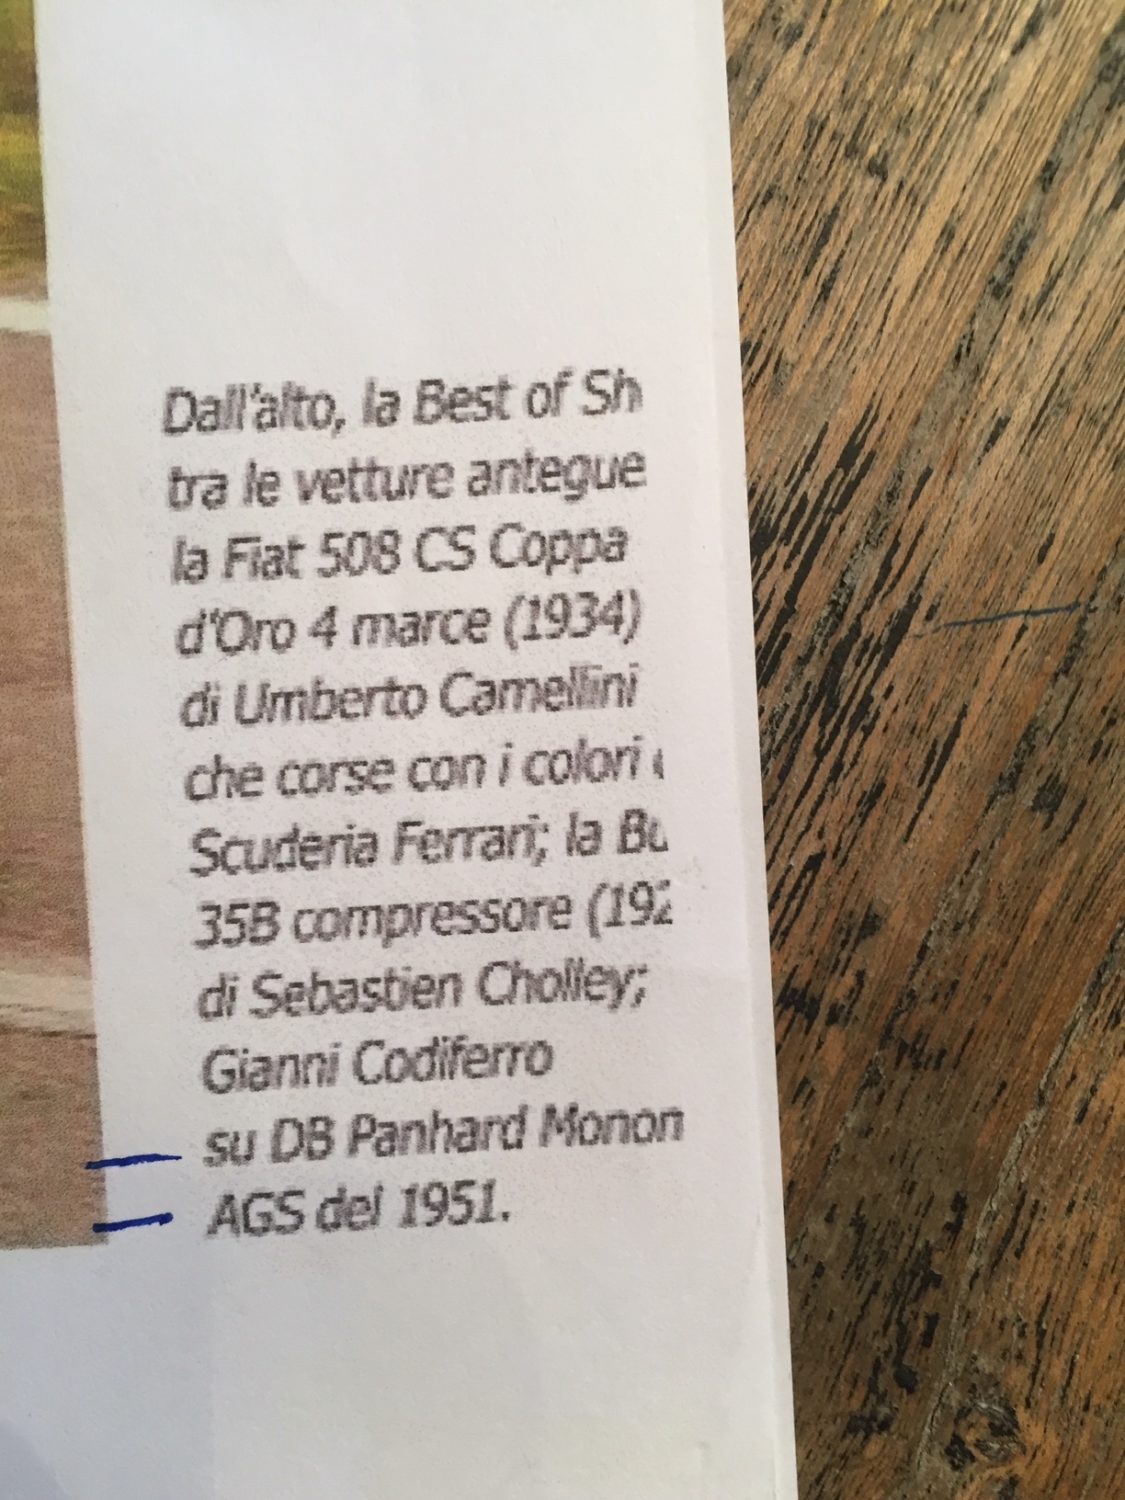 Dall'alto, la Best of Sh
tra le vetture antegue
la Fiat 508 CS Coppa
d'Oro 4 marce (1934)
di Umberto Camellini
che corse con i colori
Scuderia Ferrari; la Bu
35B compressore (192
di Sebastien Cholley;
Gianni Codiferro
su DB Panhard Monon
AGS del 1951.